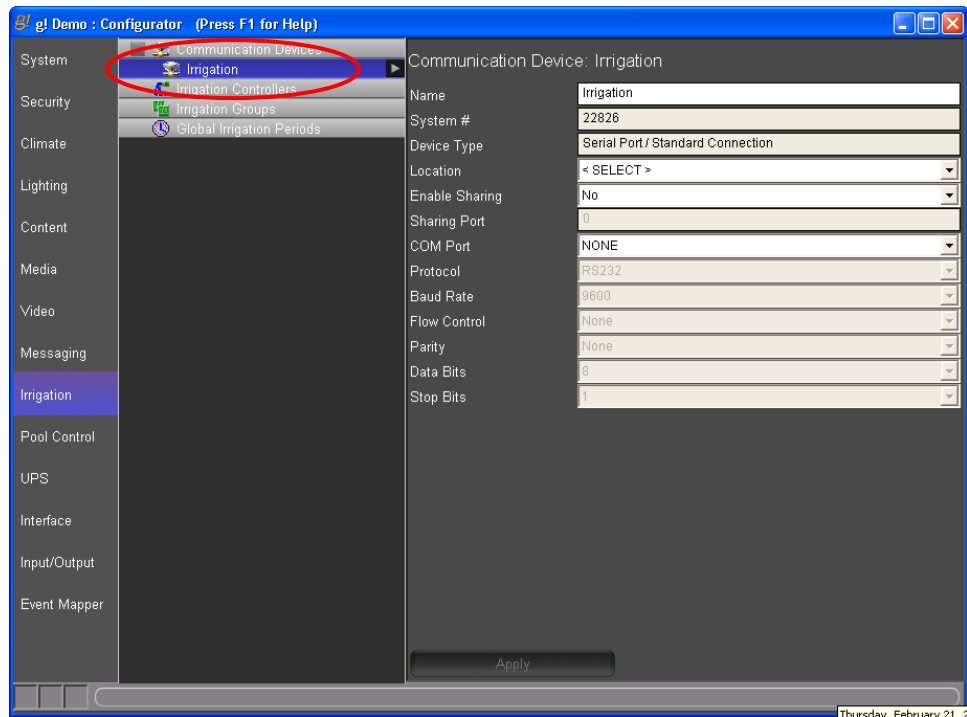 g! g! Demo : Configurator (Press F1 for Help)
System
Security
Climate
Lighting
Content
Media
Video
Messaging
Irrigation
Pool Control
UPS
Interface
Input/Output
Event Mapper
Communication Devices
Irrigation
Irrigation Controllers
Irrigation Groups
Global Irrigation Periods
Communication Device: Irrigation
Name Irrigation
System # 22826
Device Type Serial Port / Standard Connection
Location < SELECT >
Enable Sharing No
Sharing Port 0
COM Port NONE
Protocol RS232
Baud Rate 9600
Flow Control None
Parity None
Data Bits 8
Stop Bits 1
Apply
Thursday, February 21, 2